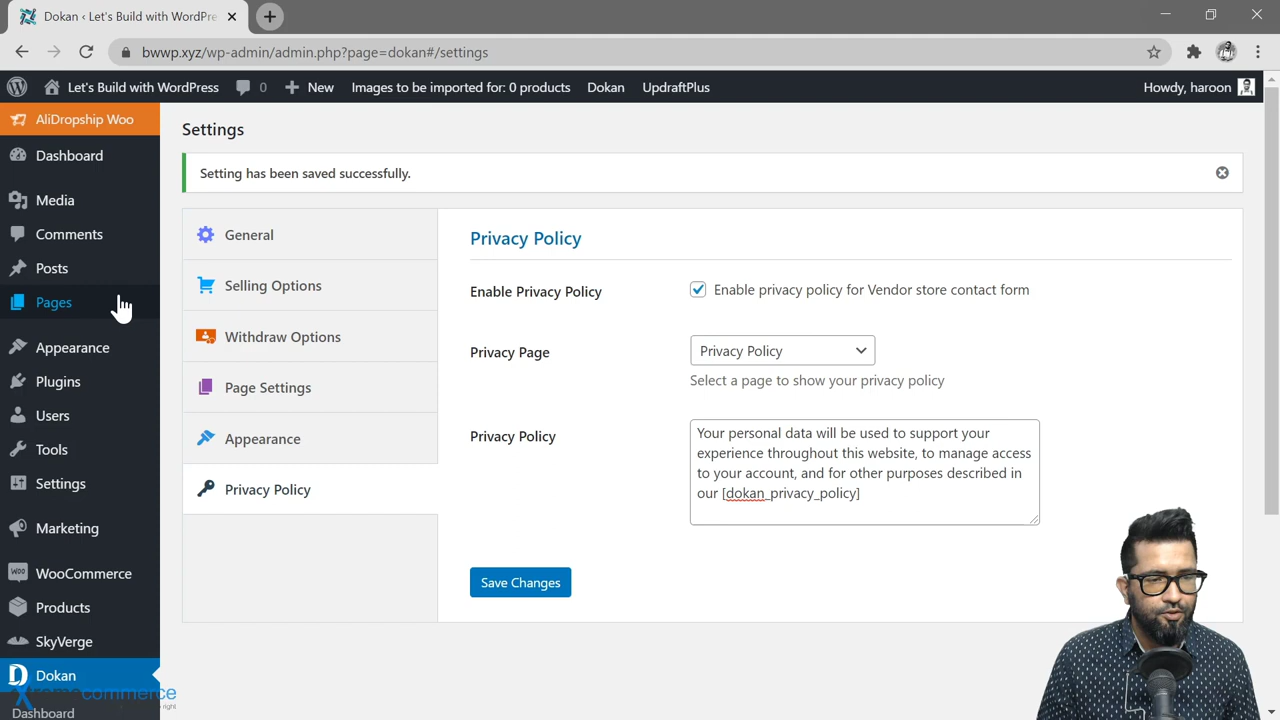 Dokan ‹ Let's Build with WordPre
bwwp.xyz/wp-admin/admin.php?page=dokan#/settings
Let's Build with WordPress
0
New
Images to be imported for: 0 products
Dokan
UpdraftPlus
Howdy, haroon
AliDropship Woo
Dashboard
Media
Comments
Posts
Pages
Appearance
Plugins
Users
Tools
Settings
Marketing
WooCommerce
Products
SkyVerge
Dokan
Dashboard
Settings
Setting has been saved successfully.
General
Selling Options
Withdraw Options
Page Settings
Appearance
Privacy Policy
Privacy Policy
Enable Privacy Policy
Enable privacy policy for Vendor store contact form
Privacy Page
Privacy Policy
Select a page to show your privacy policy
Privacy Policy
Your personal data will be used to support your
experience throughout this website, to manage access
to your account, and for other purposes described in
our [dokan_privacy_policy]
Save Changes